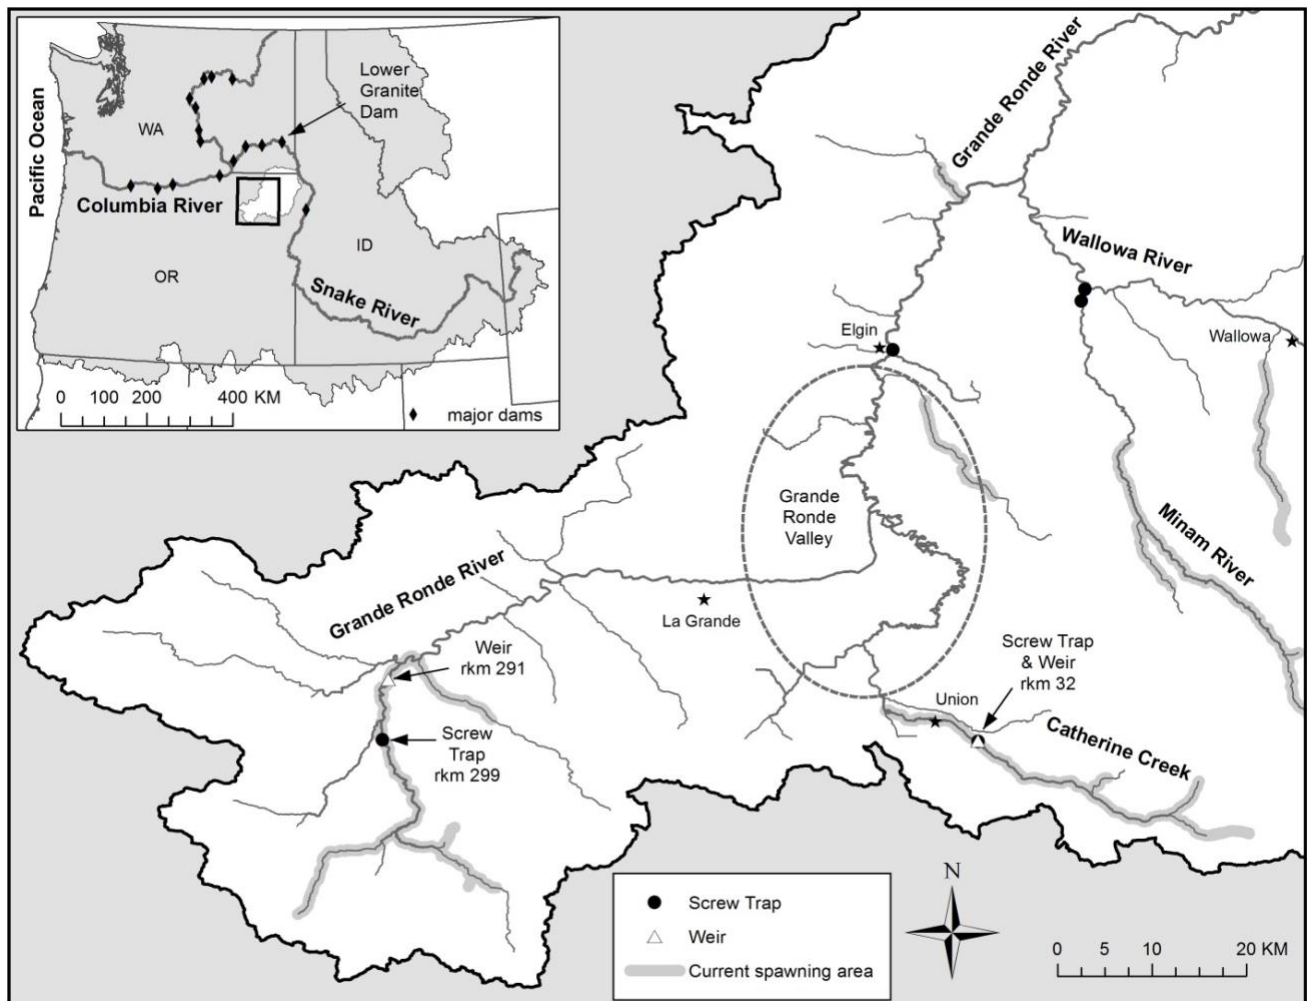 Pacific Ocean
WA
Lower
Granite
Dam
Columbia River
OR
ID
Snake River
0 100 200 400 KM
major dams
Grande Ronde River
Wallowa River
Elgin
Wallowa
Grande
Ronde
Valley
Minam River
Grande Ronde River
La Grande
Weir
rkm 291
Screw
Trap
rkm 299
Screw Trap
& Weir
rkm 32
Union
Catherine Creek
Screw Trap
Weir
Current spawning area
N
0 5 10 20 KM